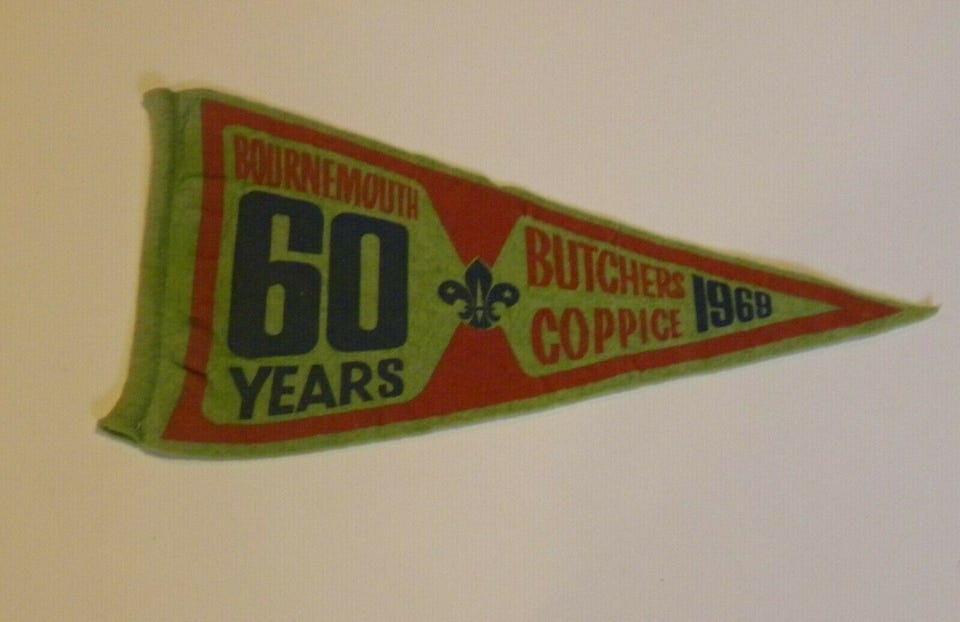 BOURNEMOUTH
60
YEARS
BUTCHERS
COPPICE
1969